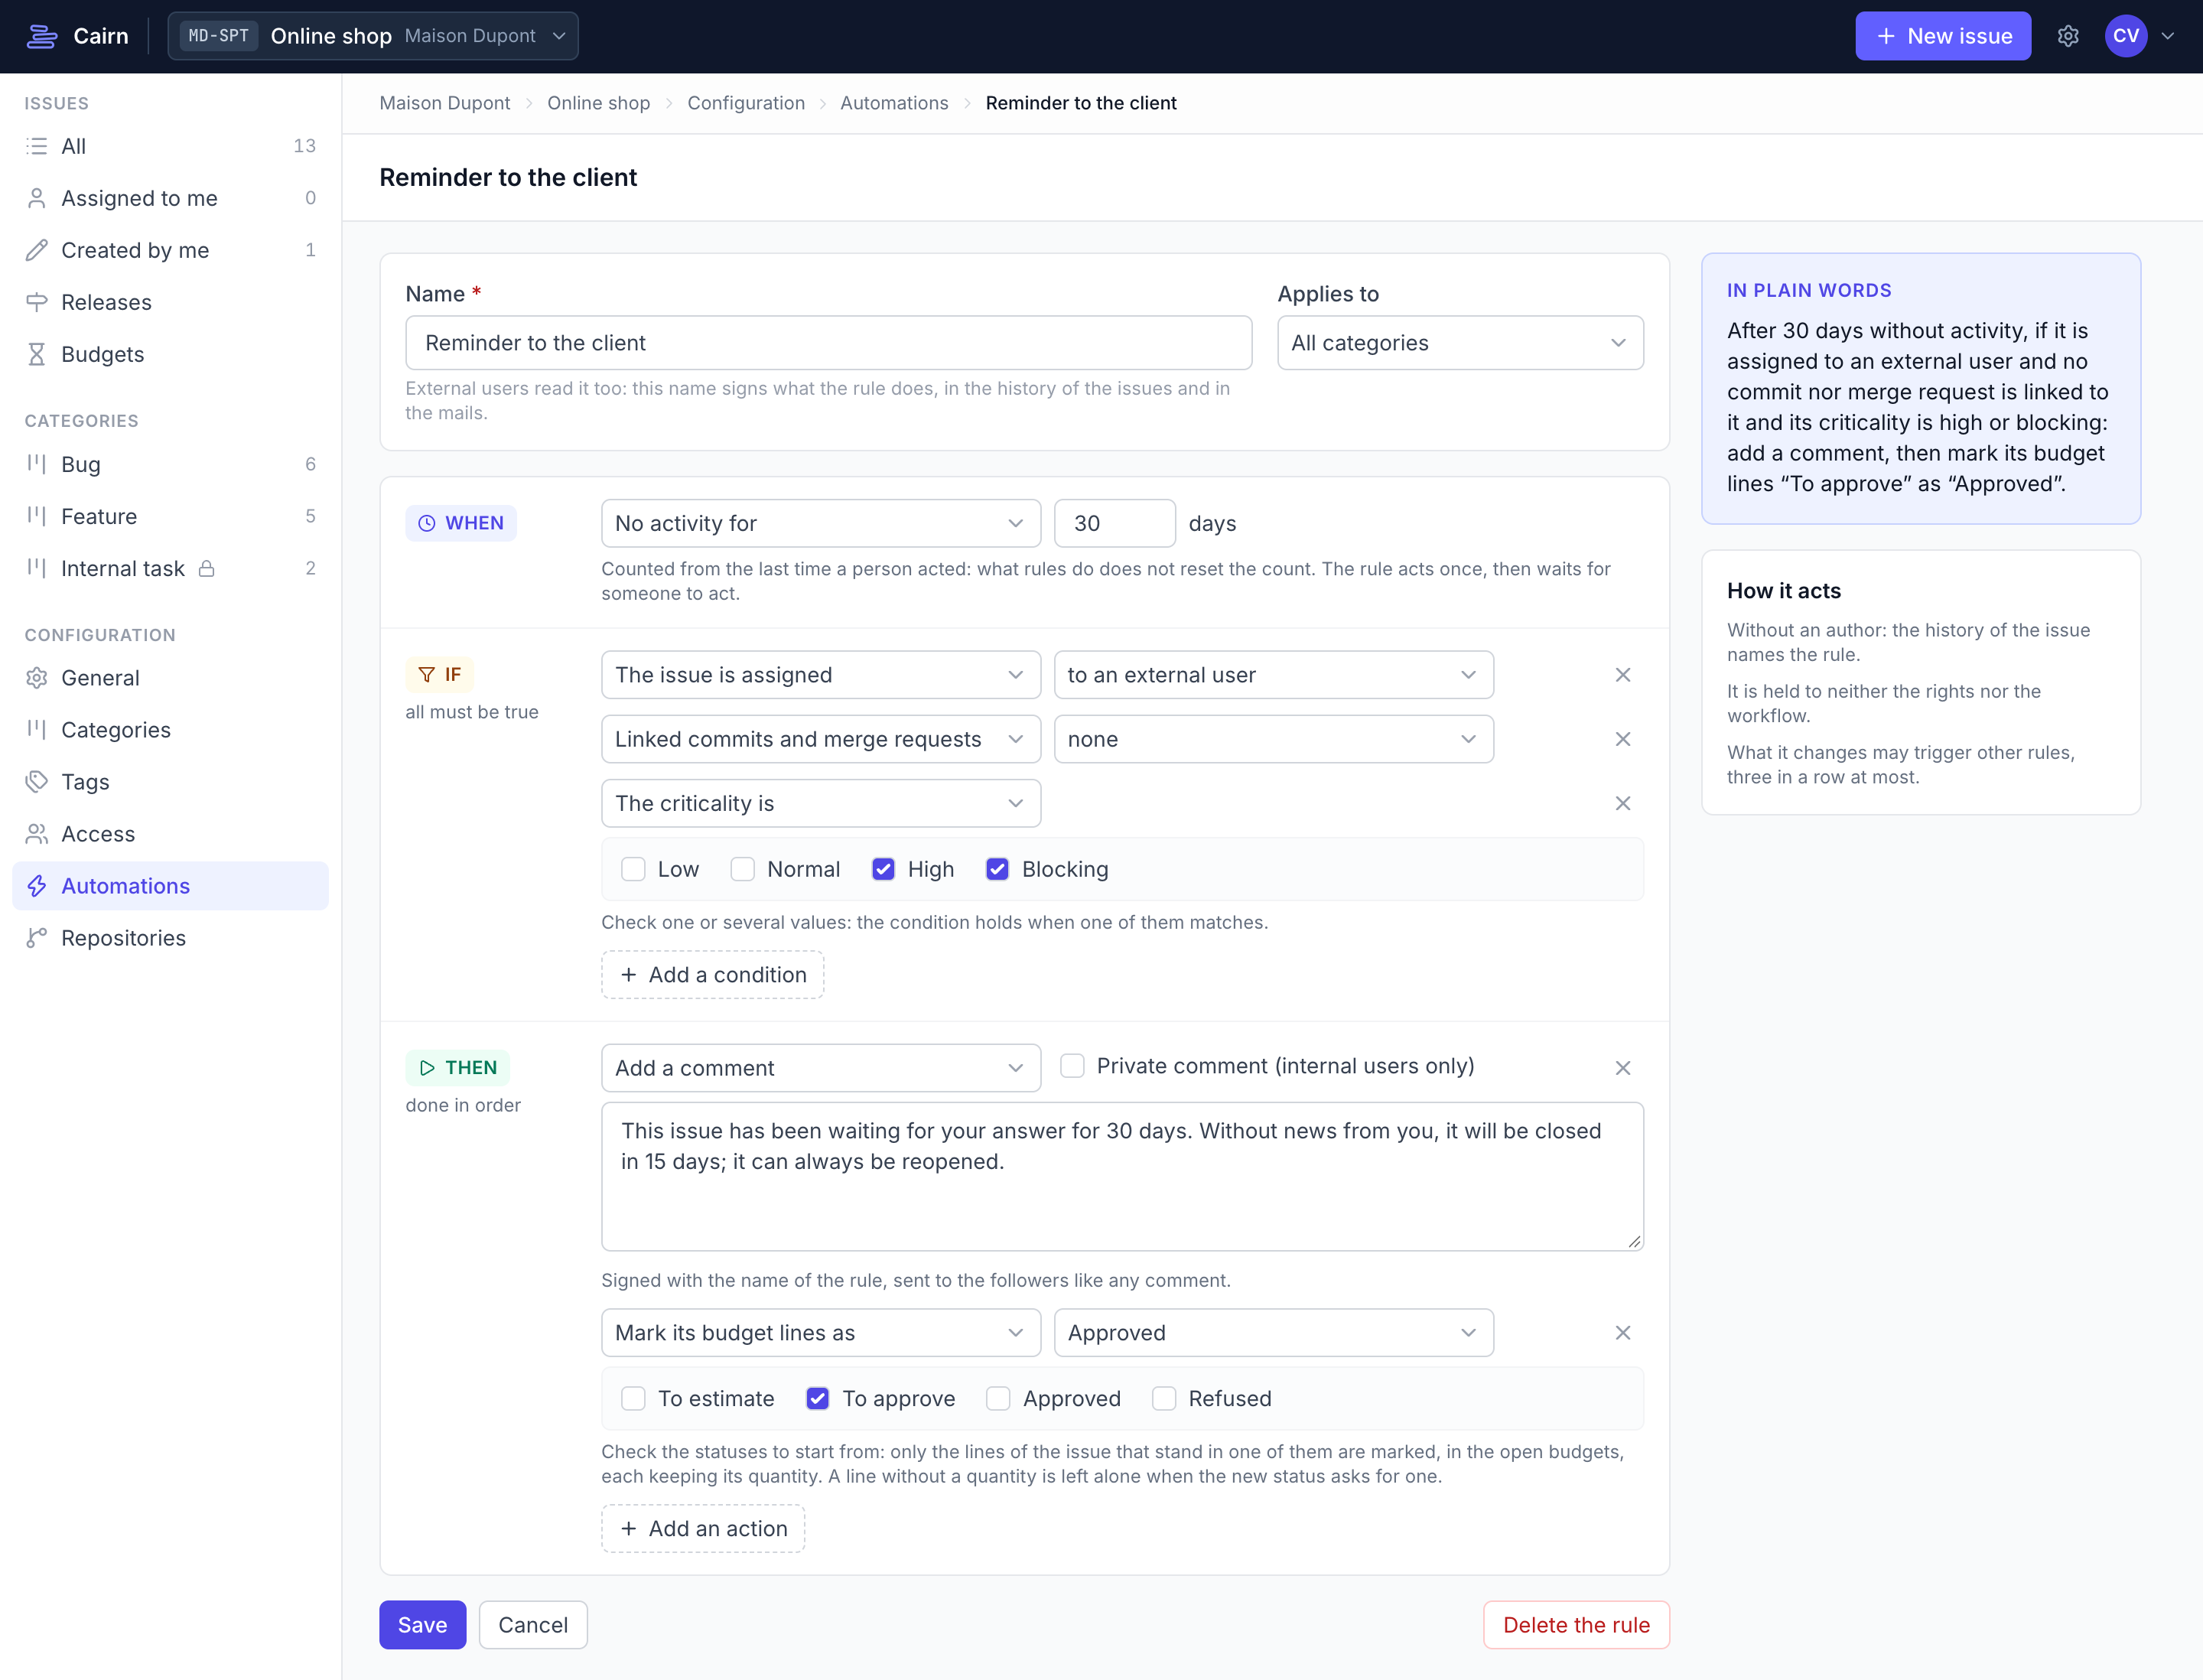 Cairn
MD-SPT Online shop Maison Dupont
New issue
CV
ISSUES
All 13
Assigned to me 0
Created by me 1
Releases
Budgets
CATEGORIES
Bug 6
Feature 5
Internal task 2
CONFIGURATION
General
Categories
Tags
Access
Automations
Repositories
Maison Dupont Online shop Configuration Automations Reminder to the client
Reminder to the client
Name *
Reminder to the client
External users read it too: this name signs what the rule does, in the history of the issues and in
the mails.
Applies to
All categories
WHEN
No activity for 30 days
Counted from the last time a person acted: what rules do does not reset the count. The rule acts once, then waits for
someone to act.
IF
all must be true
The issue is assigned to an external user
Linked commits and merge requests none
The criticality is
Low Normal High Blocking
Check one or several values: the condition holds when one of them matches.
+ Add a condition
THEN
done in order
Add a comment Private comment (internal users only)
This issue has been waiting for your answer for 30 days. Without news from you, it will be closed
in 15 days; it can always be reopened.
Signed with the name of the rule, sent to the followers like any comment.
Mark its budget lines as Approved
To estimate To approve Approved Refused
Check the statuses to start from: only the lines of the issue that stand in one of them are marked, in the open budgets,
each keeping its quantity. A line without a quantity is left alone when the new status asks for one.
+ Add an action
Save Cancel Delete the rule
IN PLAIN WORDS
After 30 days without activity, if it is
assigned to an external user and no
commit nor merge request is linked to
it and its criticality is high or blocking:
add a comment, then mark its budget
lines “To approve” as “Approved”.
How it acts
Without an author: the history of the issue
names the rule.
It is held to neither the rights nor the
workflow.
What it changes may trigger other rules,
three in a row at most.